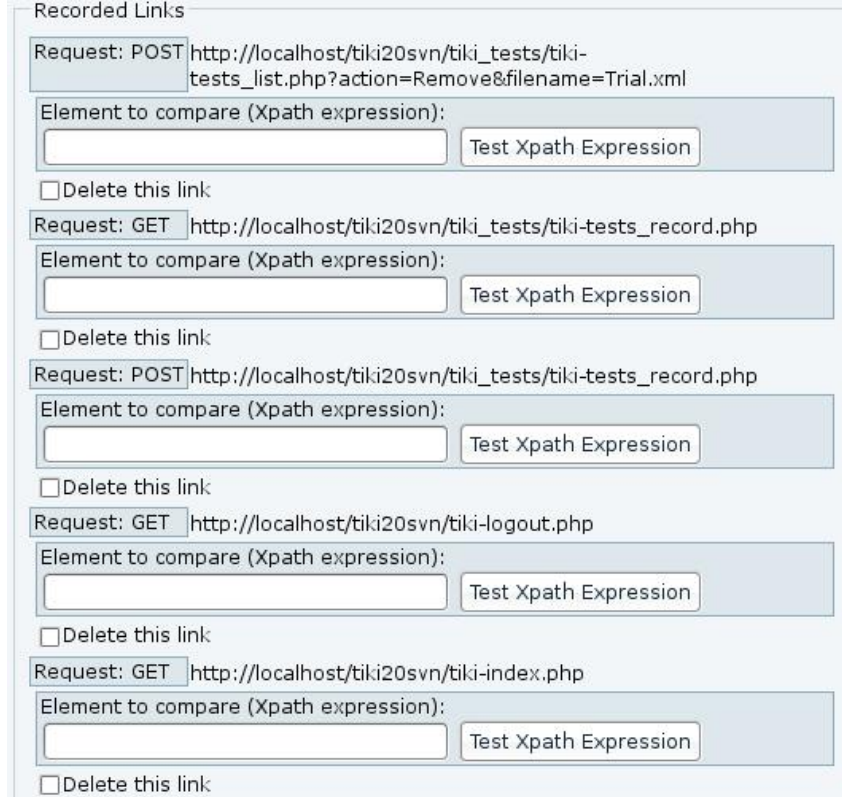 Recorded Links
Request: POST http://localhost/tiki20svn/tiki_tests/tiki-
tests_list.php?action=Remove&filename=Trial.xml
Element to compare (Xpath expression):
Test Xpath Expression
Delete this link
Request: GET http://localhost/tiki20svn/tiki_tests/tiki-tests_record.php
Element to compare (Xpath expression):
Test Xpath Expression
Delete this link
Request: POST http://localhost/tiki20svn/tiki_tests/tiki-tests_record.php
Element to compare (Xpath expression):
Test Xpath Expression
Delete this link
Request: GET http://localhost/tiki20svn/tiki-logout.php
Element to compare (Xpath expression):
Test Xpath Expression
Delete this link
Request: GET http://localhost/tiki20svn/tiki-index.php
Element to compare (Xpath expression):
Test Xpath Expression
Delete this link